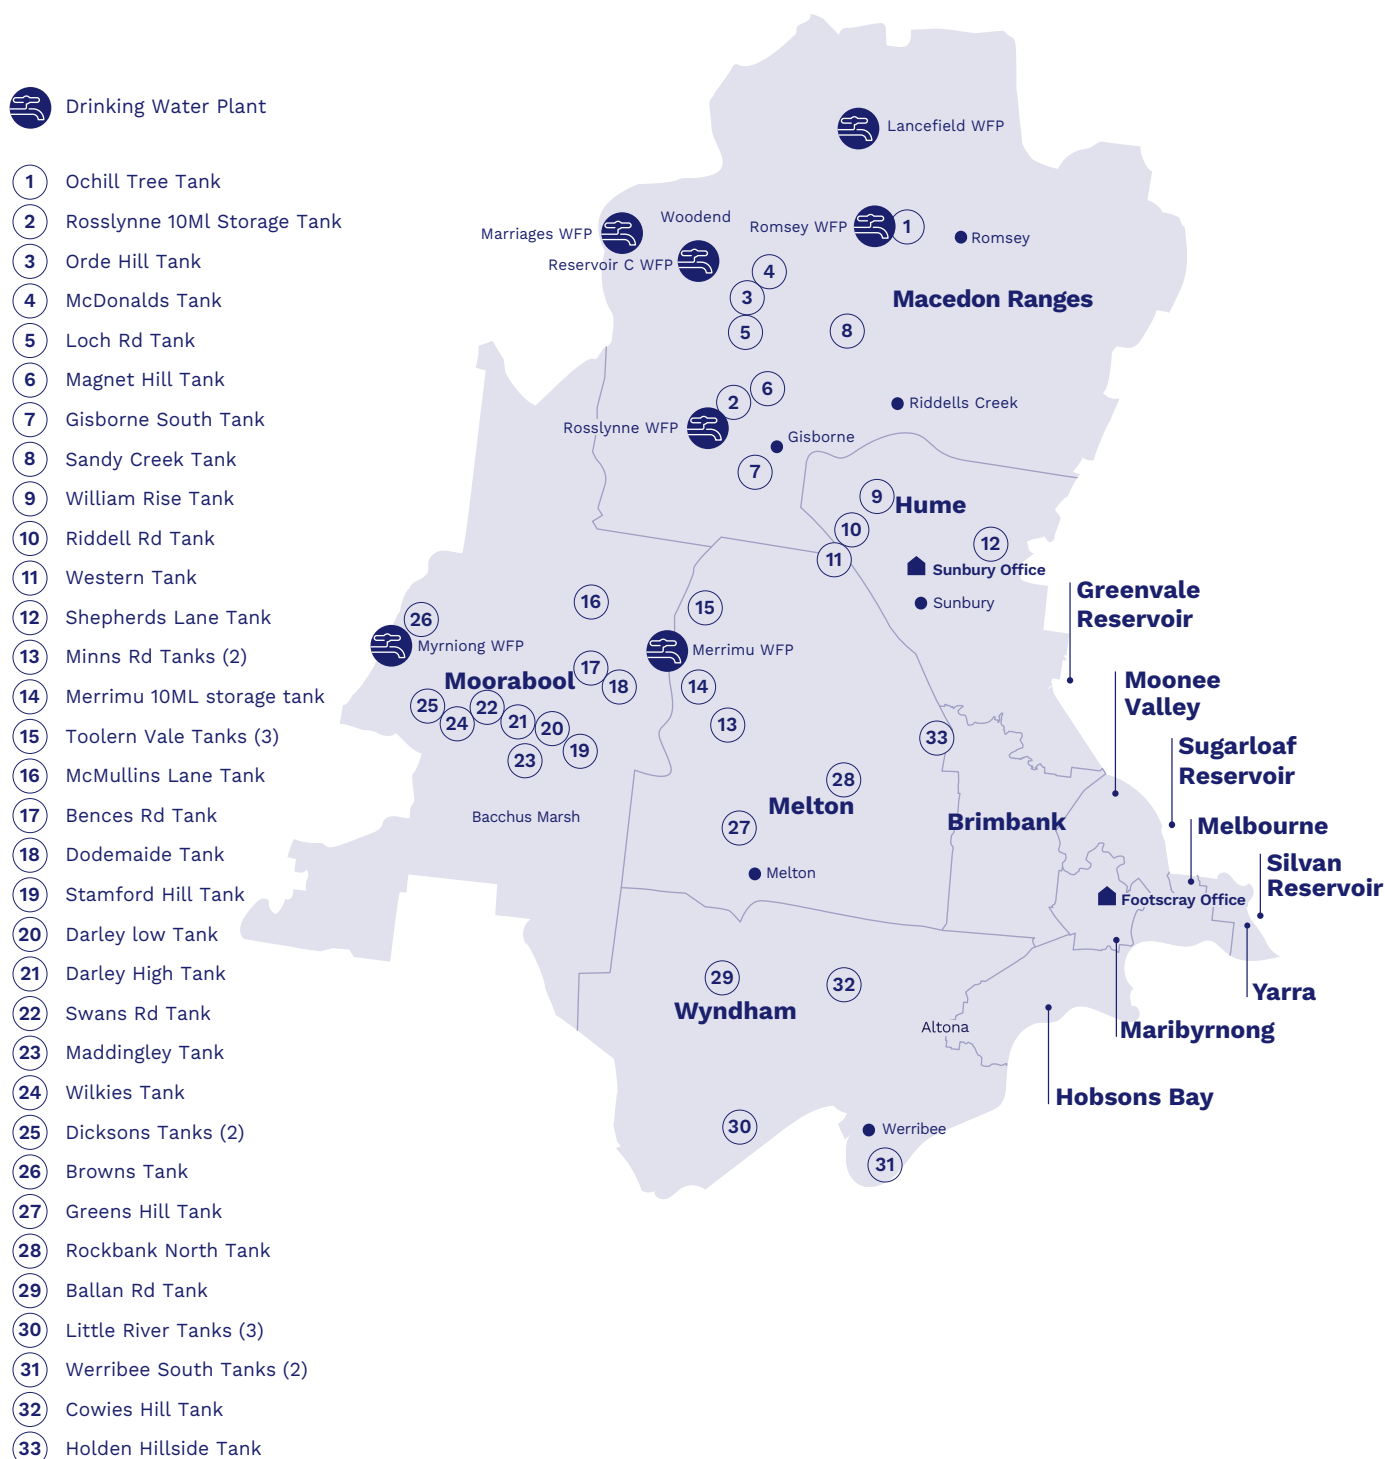 Drinking Water Plant
1 Ochill Tree Tank
2 Rosslynne 10Ml Storage Tank
3 Orde Hill Tank
4 McDonalds Tank
5 Loch Rd Tank
6 Magnet Hill Tank
7 Gisborne South Tank
8 Sandy Creek Tank
9 William Rise Tank
10 Riddell Rd Tank
11 Western Tank
12 Shepherds Lane Tank
13 Minns Rd Tanks (2)
14 Merrimu 10ML storage tank
15 Toolern Vale Tanks (3)
16 McMullins Lane Tank
17 Bences Rd Tank
18 Dodemaide Tank
19 Stamford Hill Tank
20 Darley low Tank
21 Darley High Tank
22 Swans Rd Tank
23 Maddingley Tank
24 Wilkies Tank
25 Dicksons Tanks (2)
26 Browns Tank
27 Greens Hill Tank
28 Rockbank North Tank
29 Ballan Rd Tank
30 Little River Tanks (3)
31 Werribee South Tanks (2)
32 Cowies Hill Tank
33 Holden Hillside Tank
Lancefield WFP
Woodend
Marriages WFP
Romsey WFP
1
Romsey
Reservoir C WFP
4
3
Macedon Ranges
5
8
6
2
Riddells Creek
Rosslynne WFP
Gisborne
7
9
Hume
10
12
11
Sunbury Office
Sunbury
16
15
26
Myrniong WFP
Merrimu WFP
17
Moorabool
18
14
25
22
24
21
20
13
19
23
33
28
Melton
Brimbank
Bacchus Marsh
27
Melton
Greenvale
Reservoir
Moonee
Valley
Sugarloaf
Reservoir
Melbourne
Silvan
Reservoir
Footscray Office
29
32
Yarra
Wyndham
Altona
Maribyrnong
Hobsons Bay
30
Werribee
31